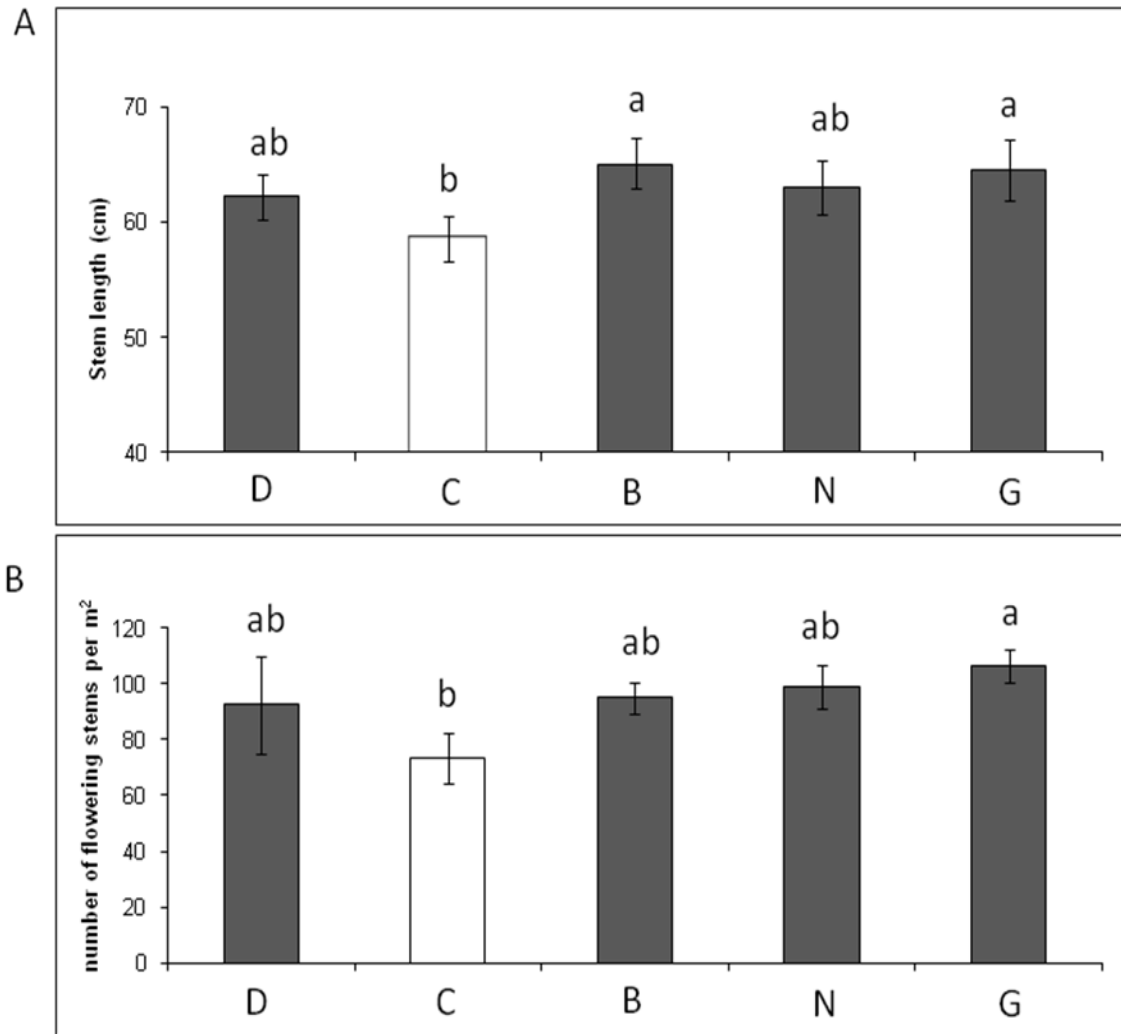 A
Stem length (cm)
70
60
50
40
ab
b
a
ab
a
D C B N G
B
number of flowering stems per m²
120
100
80
60
40
20
0
ab
b
ab
ab
a
D C B N G